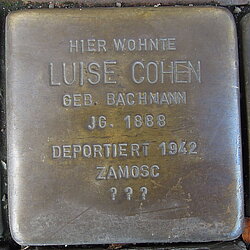 HIER WOHNTE
LUISE COHEN
GEB. BACHMANN
JG. 1888
DEPORTIERT 1942
ZAMOSC
? ? ?